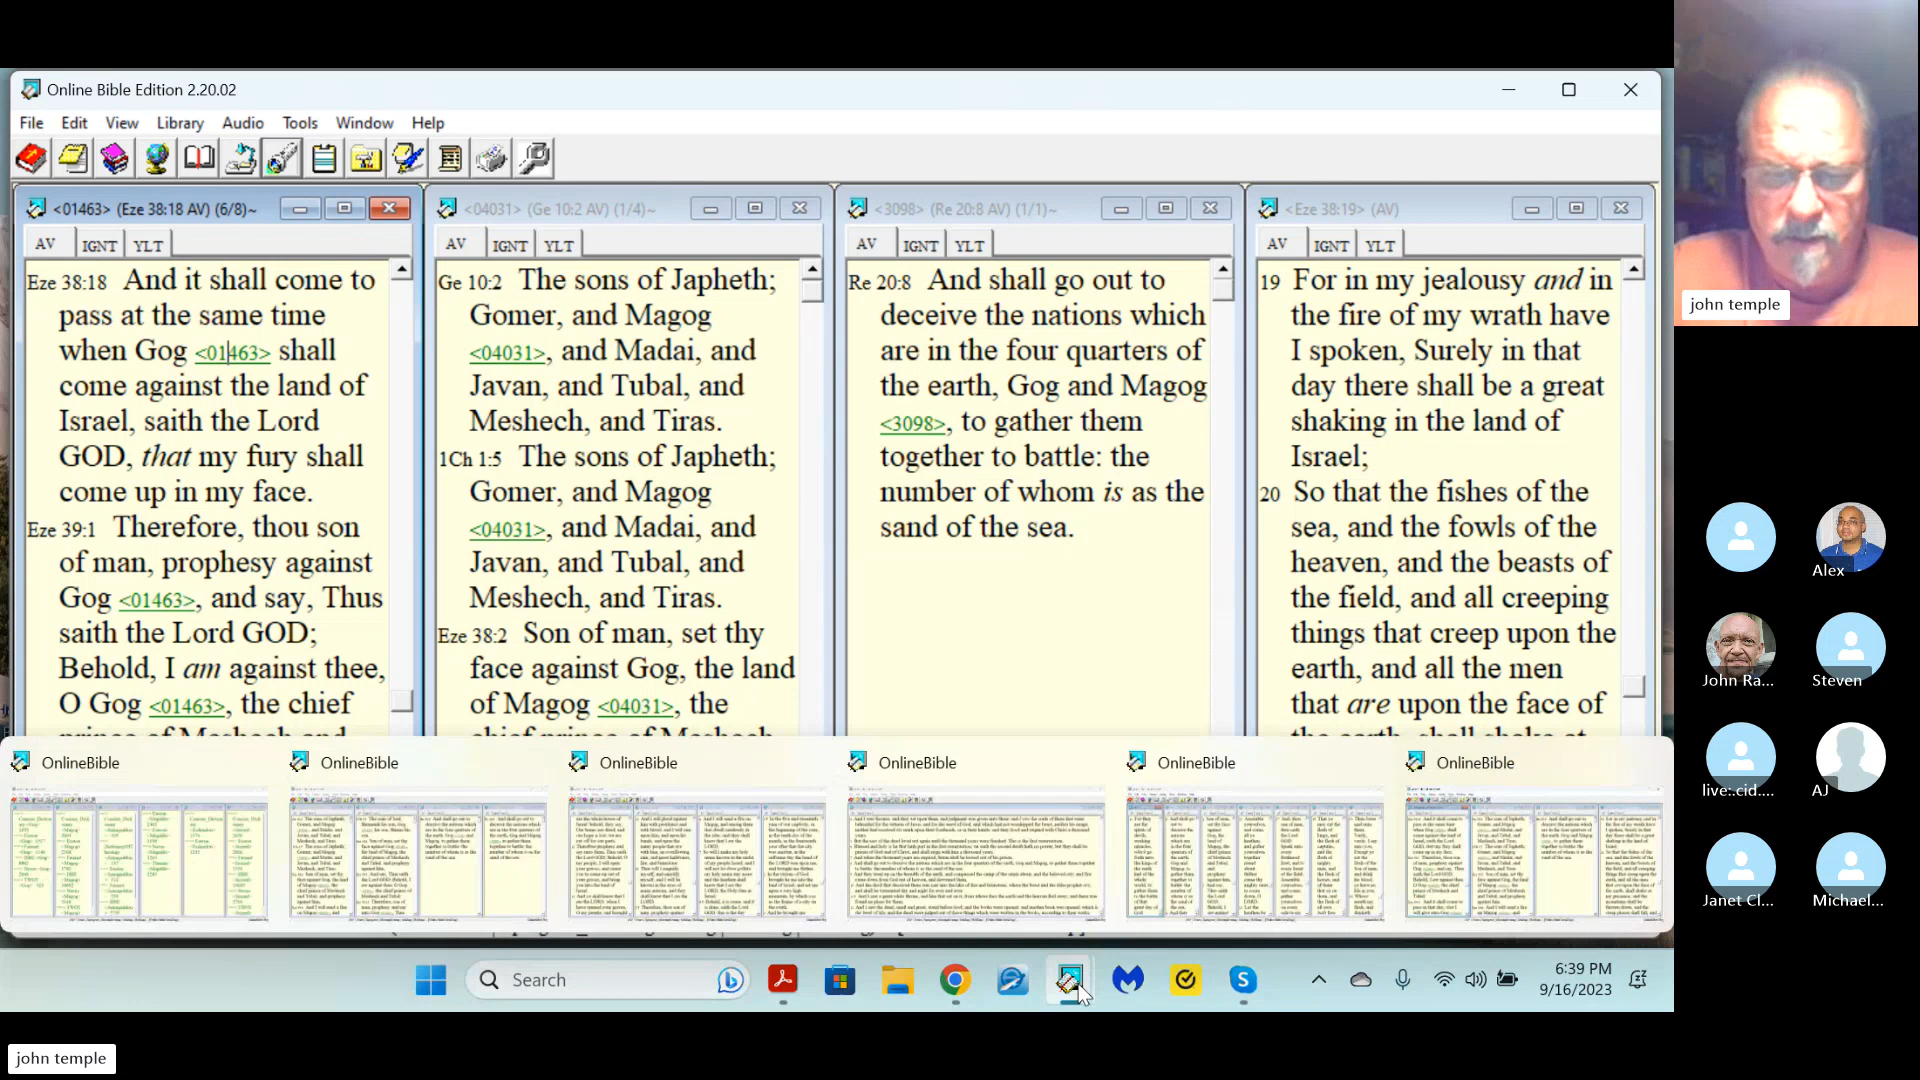 Online Bible Edition 2.20.02
File Edit View Library Audio Tools Window Help
<01463> (Eze 38:18 AV) (6/8)~
AV IGNT YLT
Eze 38:18 And it shall come to
pass at the same time
when Gog <01463> shall
come against the land of
Israel, saith the Lord
GOD, that my fury shall
come up in my face.
Eze 39:1 Therefore, thou son
of man, prophesy against
Gog <01463>, and say, Thus
saith the Lord GOD;
Behold, I am against thee,
O Gog <01463>, the chief
prince of Meshech and
<04031> (Ge 10:2 AV) (1/4)~
AV IGNT YLT
Ge 10:2 The sons of Japheth;
Gomer, and Magog
<04031>, and Madai, and
Javan, and Tubal, and
Meshech, and Tiras.
1Ch 1:5 The sons of Japheth;
Gomer, and Magog
<04031>, and Madai, and
Javan, and Tubal, and
Meshech, and Tiras.
Eze 38:2 Son of man, set thy
face against Gog, the land
of Magog <04031>, the
chief prince of Meshech
<3098> (Re 20:8 AV) (1/1)~
AV IGNT YLT
Re 20:8 And shall go out to
deceive the nations which
are in the four quarters of
the earth, Gog and Magog
<3098>, to gather them
together to battle: the
number of whom is as the
sand of the sea.
<Eze 38:19> (AV)
AV IGNT YLT
19 For in my jealousy and in
the fire of my wrath have
I spoken, Surely in that
day there shall be a great
shaking in the land of
Israel;
20 So that the fishes of the
sea, and the fowls of the
heaven, and the beasts of
the field, and all creeping
things that creep upon the
earth, and all the men
that are upon the face of
the earth, shall shake at
OnlineBible
OnlineBible
OnlineBible
OnlineBible
OnlineBible
OnlineBible
Search
6:39 PM
9/16/2023
john temple
Alex
John Ra...
Steven
live:.cid....
AJ
Janet Cl...
Michael...
john temple